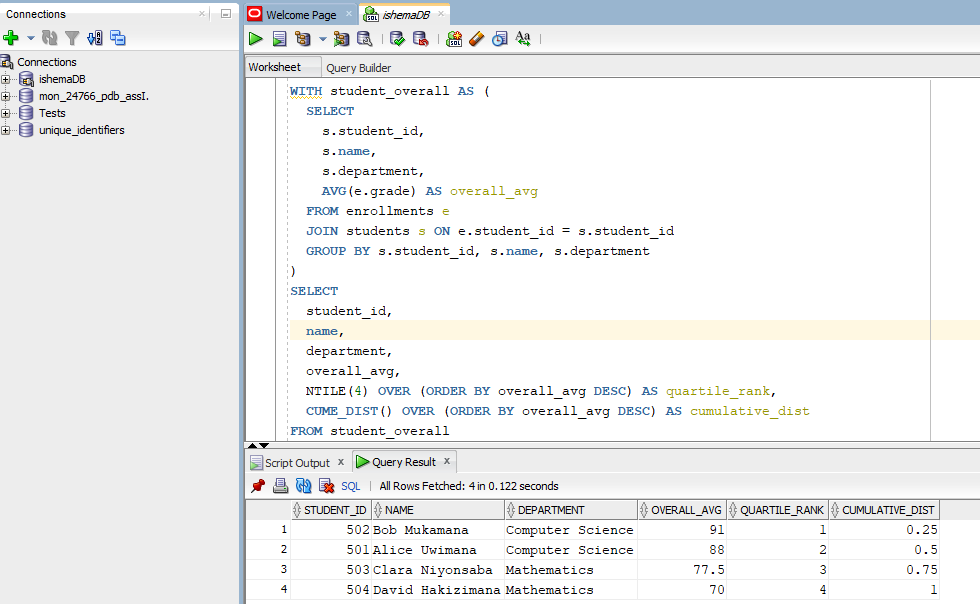 Connections
Welcome Page
ishemaDB
Connections
ishemaDB
mon_24766_pdb_assI.
Tests
unique_identifiers
Worksheet
Query Builder
WITH student_overall AS (
SELECT
s.student_id,
s.name,
s.department,
AVG(e.grade) AS overall_avg
FROM enrollments e
JOIN students s ON e.student_id = s.student_id
GROUP BY s.student_id, s.name, s.department
)
SELECT
student_id,
name,
department,
overall_avg,
NTILE(4) OVER (ORDER BY overall_avg DESC) AS quartile_rank,
CUME_DIST() OVER (ORDER BY overall_avg DESC) AS cumulative_dist
FROM student_overall
Script Output
Query Result
SQL | All Rows Fetched: 4 in 0.122 seconds
STUDENT_ID NAME DEPARTMENT OVERALL_AVG QUARTILE_RANK CUMULATIVE_DIST
1 502 Bob Mukamana Computer Science 91 1 0.25
2 501 Alice Uwimana Computer Science 88 2 0.5
3 503 Clara Niyonsaba Mathematics 77.5 3 0.75
4 504 David Hakizimana Mathematics 70 4 1